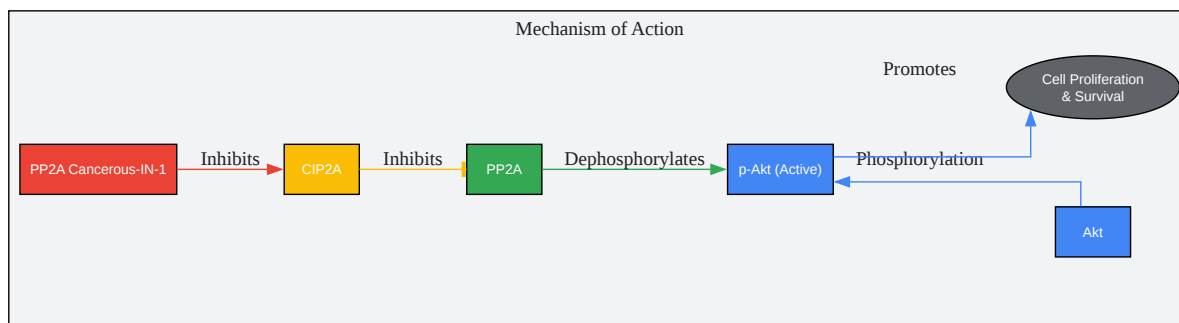 Mechanism of Action
Promotes
Cell Proliferation
& Survival
PP2A Cancerous-IN-1
Inhibits
CIP2A
Inhibits
PP2A
Dephosphorylates
p-Akt (Active)
Phosphorylation
Akt